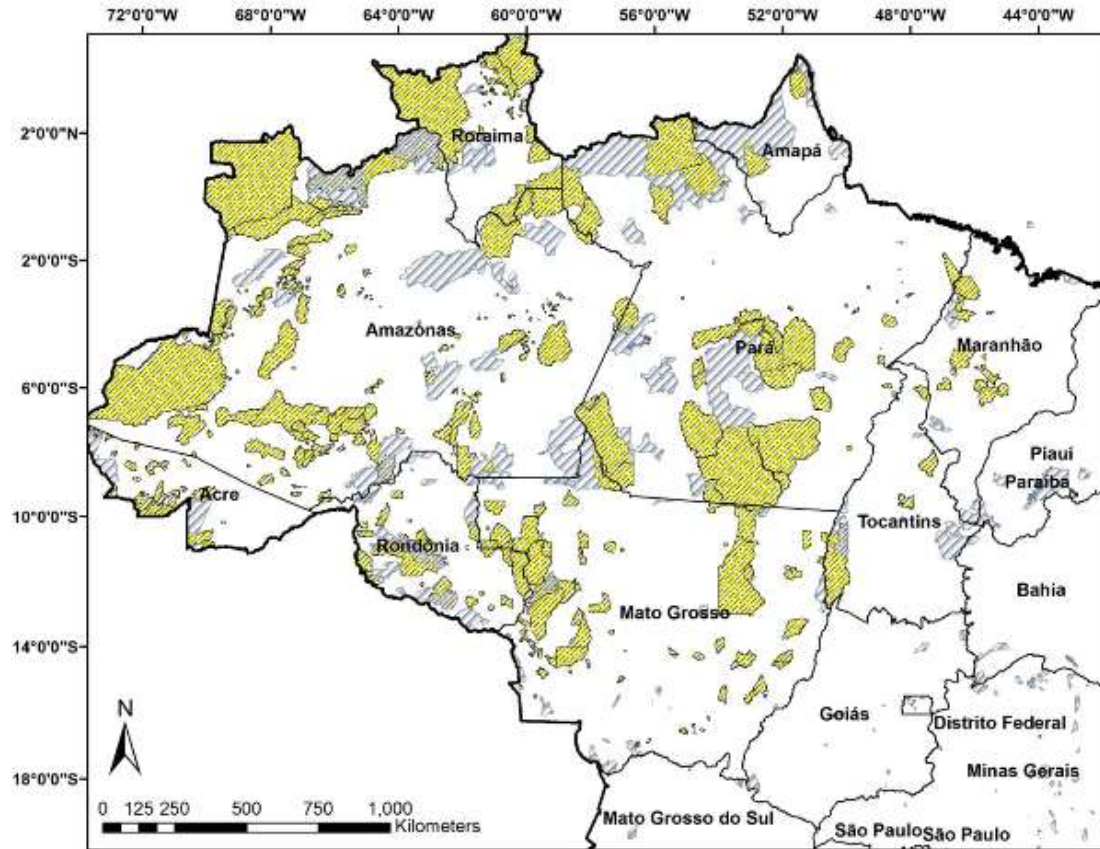 72°0'0"W 68°0'0"W 64°0'0"W 60°0'0"W 56°0'0"W 52°0'0"W 48°0'0"W 44°0'0"W
2°0'0"N
Roraima
Amapá
2°0'0"S
Amazônas
Pará
Maranhão
6°0'0"S
Piaui
Paraiba
Acre
10°0'0"S
Tocantins
Rondônia
Bahia
Mato Grosso
14°0'0"S
Goiás
Distrito Federal
N
Minas Gerais
18°0'0"S
0 125 250 500 750 1,000
Kilometers
Mato Grosso do Sul
São Paulo São Paulo